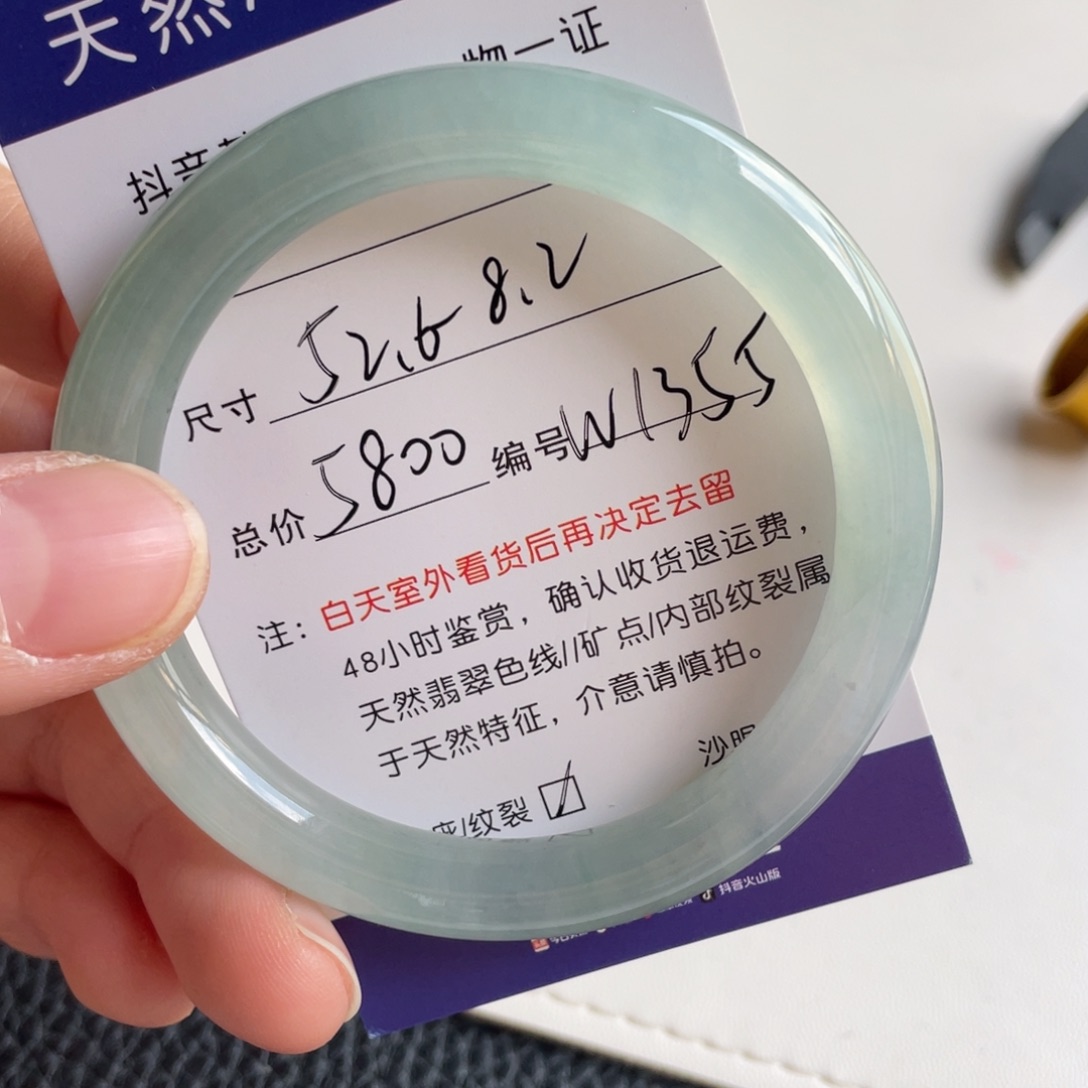 天然
物一证
抖音
尺寸 52.6 8.2
总价 5800 编号 W1355
白天室外看货后再决定去留
注：48小时鉴赏，确认收货退运费，
天然翡翠色线//矿点/内部纹裂属
于天然特征，介意请慎拍。
/纹裂 ☑ 沙眼
抖音火山版